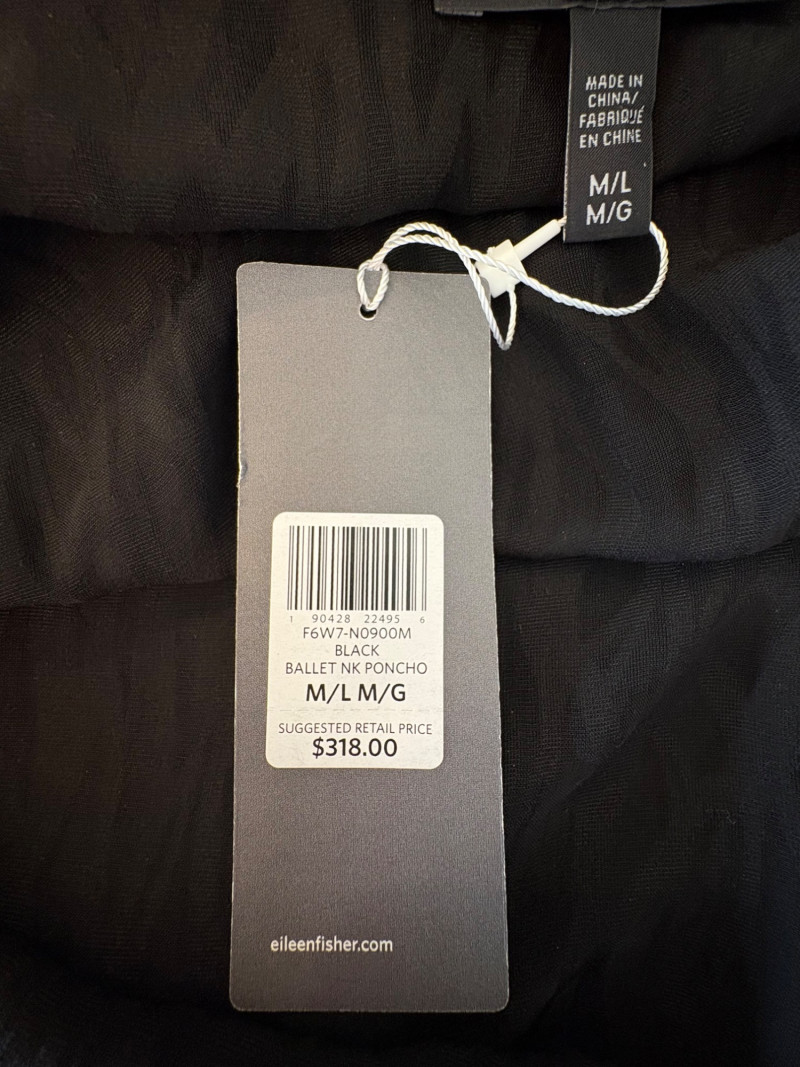 MADE IN
CHINA/
FABRIQUÉ
EN CHINE
M/L
M/G
1 90428 22495 6
F6W7-N0900M
BLACK
BALLET NK PONCHO
M/L M/G
SUGGESTED RETAIL PRICE
$318.00
eileenfisher.com